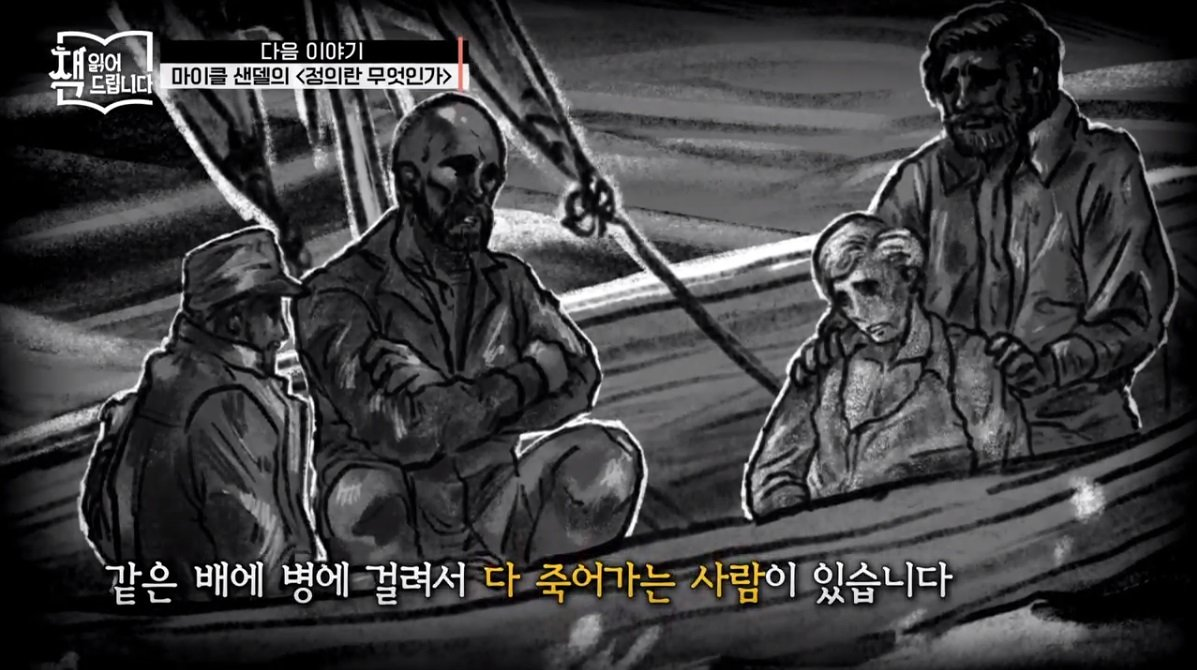 책 읽어
드립니다
다음 이야기
마이클 샌델의 <정의란 무엇인가>
같은 배에 병에 걸려서 다 죽어가는 사람이 있습니다